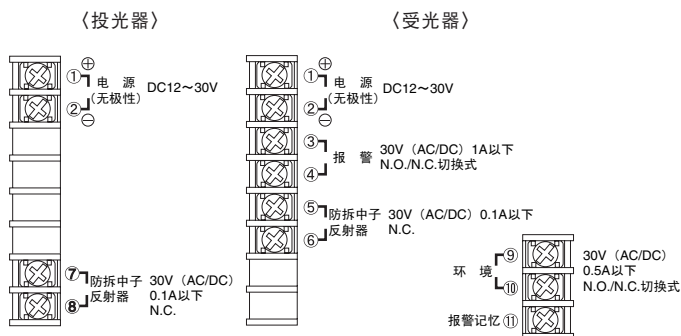 〈投光器〉
① ⊕
② ⊖
电 源
(无极性)
DC12～30V
⑦
⑧
防拆中子
反射器
30V (AC/DC)
0.1A以下
N.C.
〈受光器〉
① ⊕
② ⊖
电 源
(无极性)
DC12～30V
③
④
报 警
30V (AC/DC) 1A以下
N.O./N.C.切换式
⑤
⑥
防拆中子
反射器
30V (AC/DC) 0.1A以下
N.C.
⑨
⑩
环 境
30V (AC/DC)
0.5A以下
N.O./N.C.切换式
报警记忆 ⑪